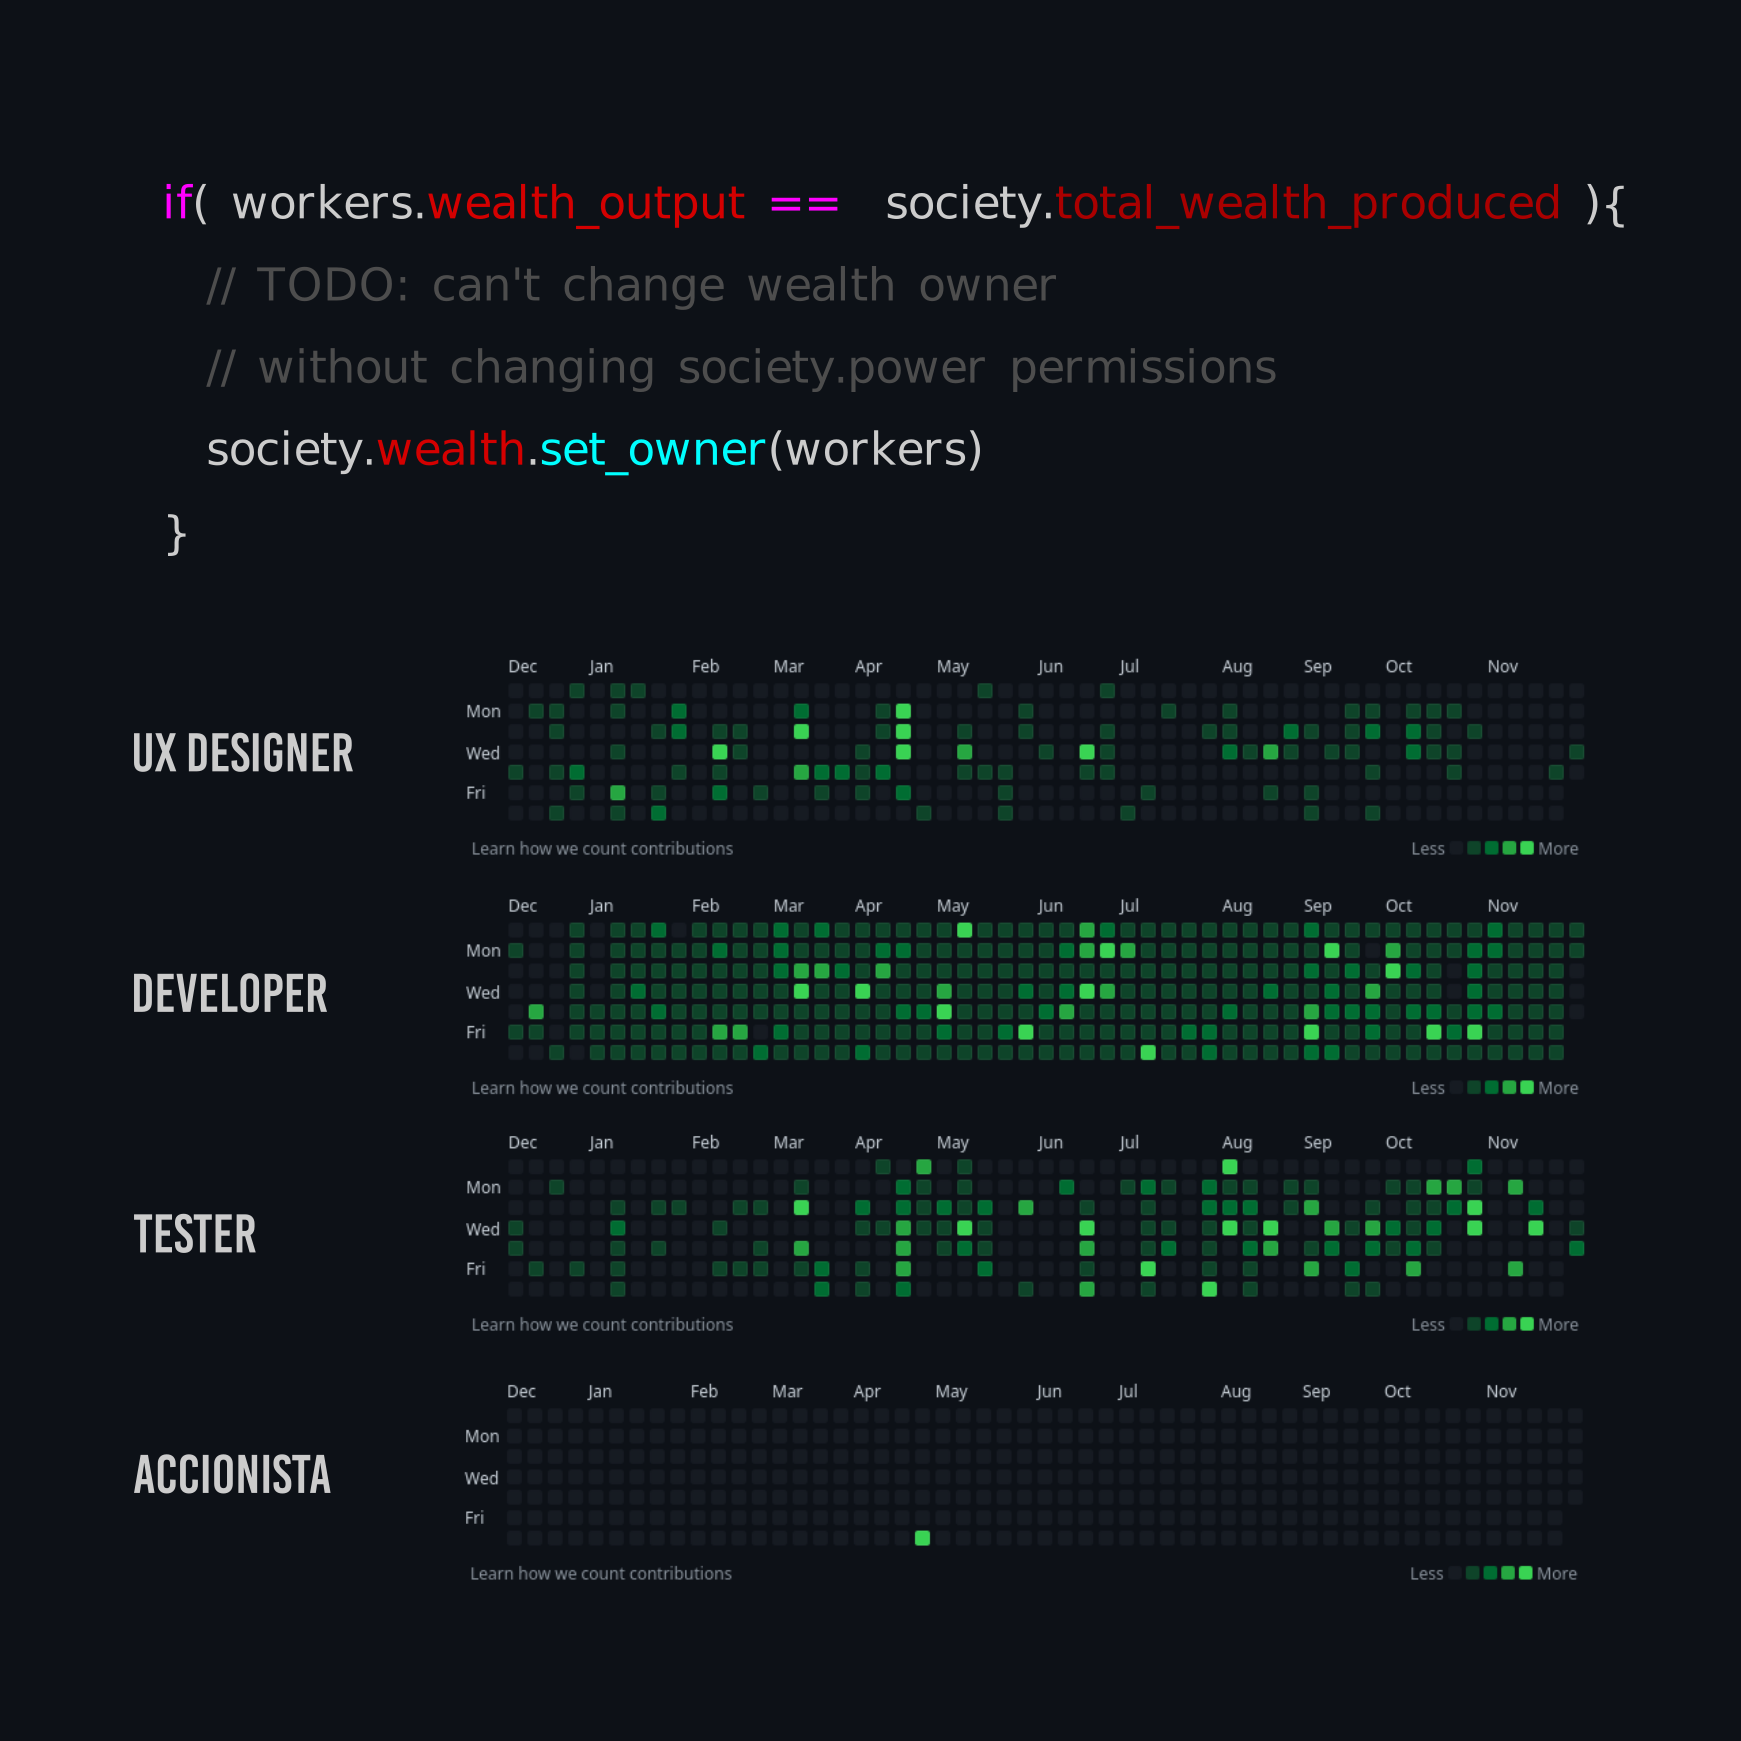 if( workers.wealth_output == society.total_wealth_produced ){
// TODO: can't change wealth owner
// without changing society.power permissions
society.wealth.set_owner(workers)
}
UX DESIGNER
Dec Jan Feb Mar Apr May Jun Jul Aug Sep Oct Nov
Mon
Wed
Fri
Learn how we count contributions Less More
DEVELOPER
Dec Jan Feb Mar Apr May Jun Jul Aug Sep Oct Nov
Mon
Wed
Fri
Learn how we count contributions Less More
TESTER
Dec Jan Feb Mar Apr May Jun Jul Aug Sep Oct Nov
Mon
Wed
Fri
Learn how we count contributions Less More
ACCIONISTA
Dec Jan Feb Mar Apr May Jun Jul Aug Sep Oct Nov
Mon
Wed
Fri
Learn how we count contributions Less More